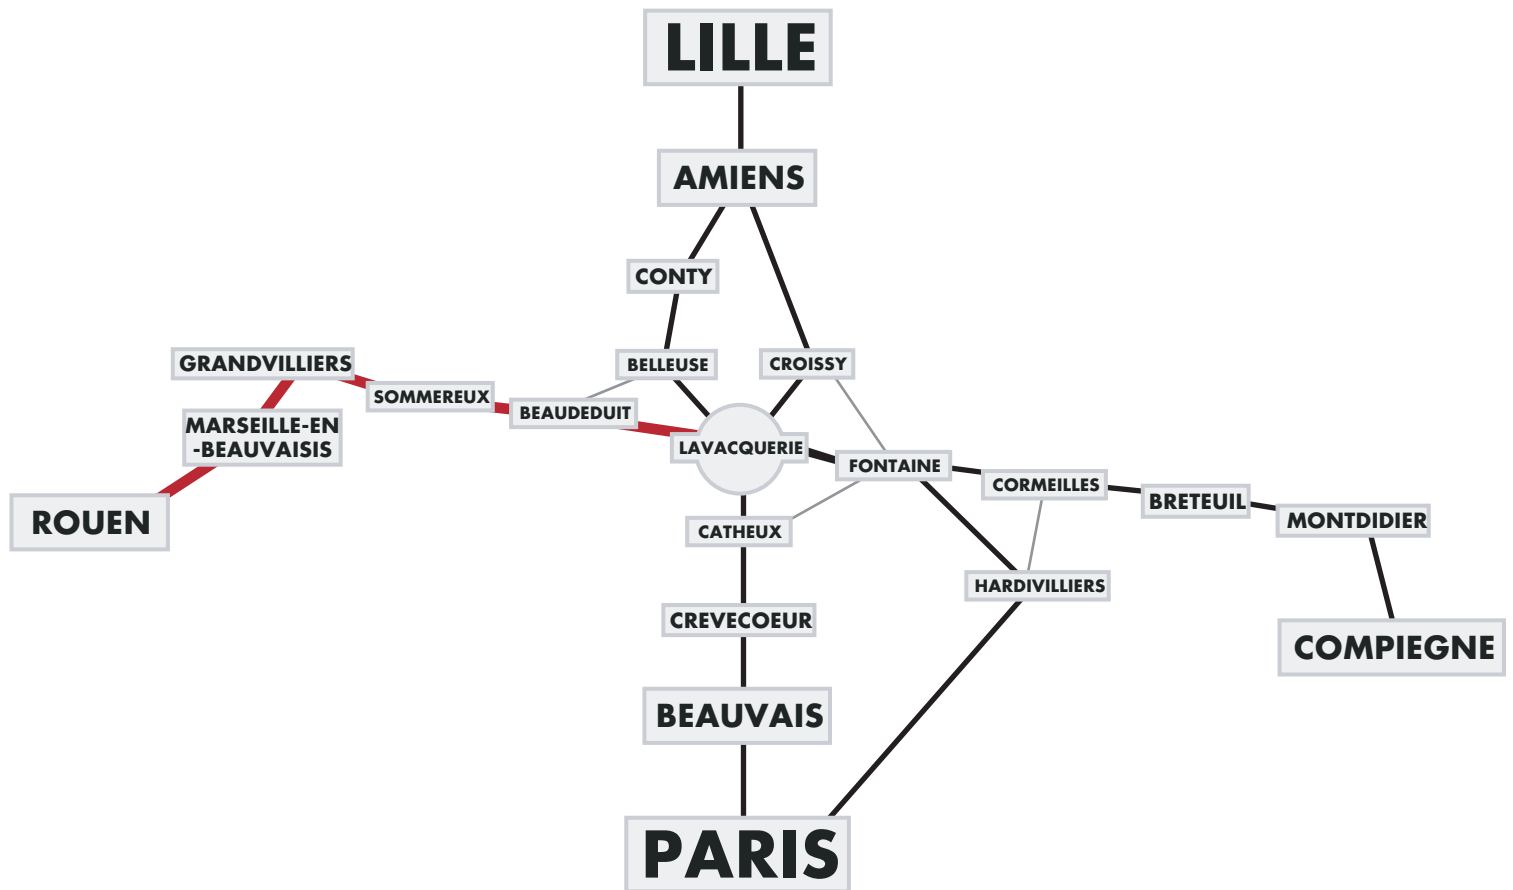 LILLE
AMIENS
CONTY
BELLEUSE
CROISSY
GRANDVILLIERS
SOMMEREUX
BEAUDEDUIT
MARSEILLE-EN
-BEAUVAISIS
ROUEN
LAVACQUERIE
FONTAINE
CORMEILLES
BRETEUIL
MONTDIDIER
CATHEUX
HARDIVILLIERS
CREVECOEUR
COMPIEGNE
BEAUVAIS
PARIS